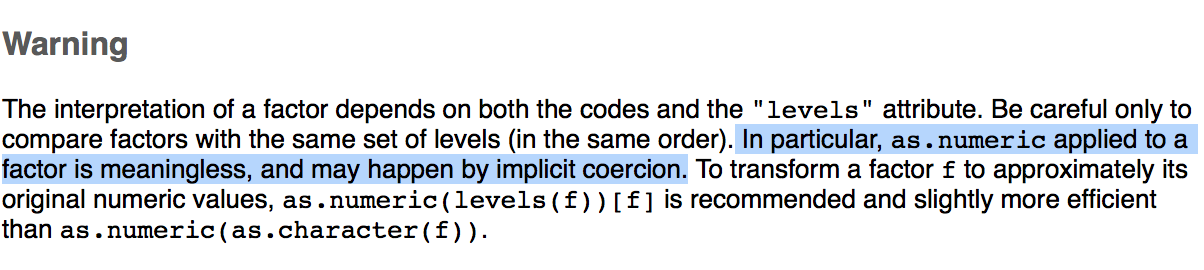 Warning
The interpretation of a factor depends on both the codes and the "levels" attribute. Be careful only to
compare factors with the same set of levels (in the same order). In particular, as.numeric applied to a
factor is meaningless, and may happen by implicit coercion. To transform a factor f to approximately its
original numeric values, as.numeric(levels(f))[f] is recommended and slightly more efficient
than as.numeric(as.character(f)).